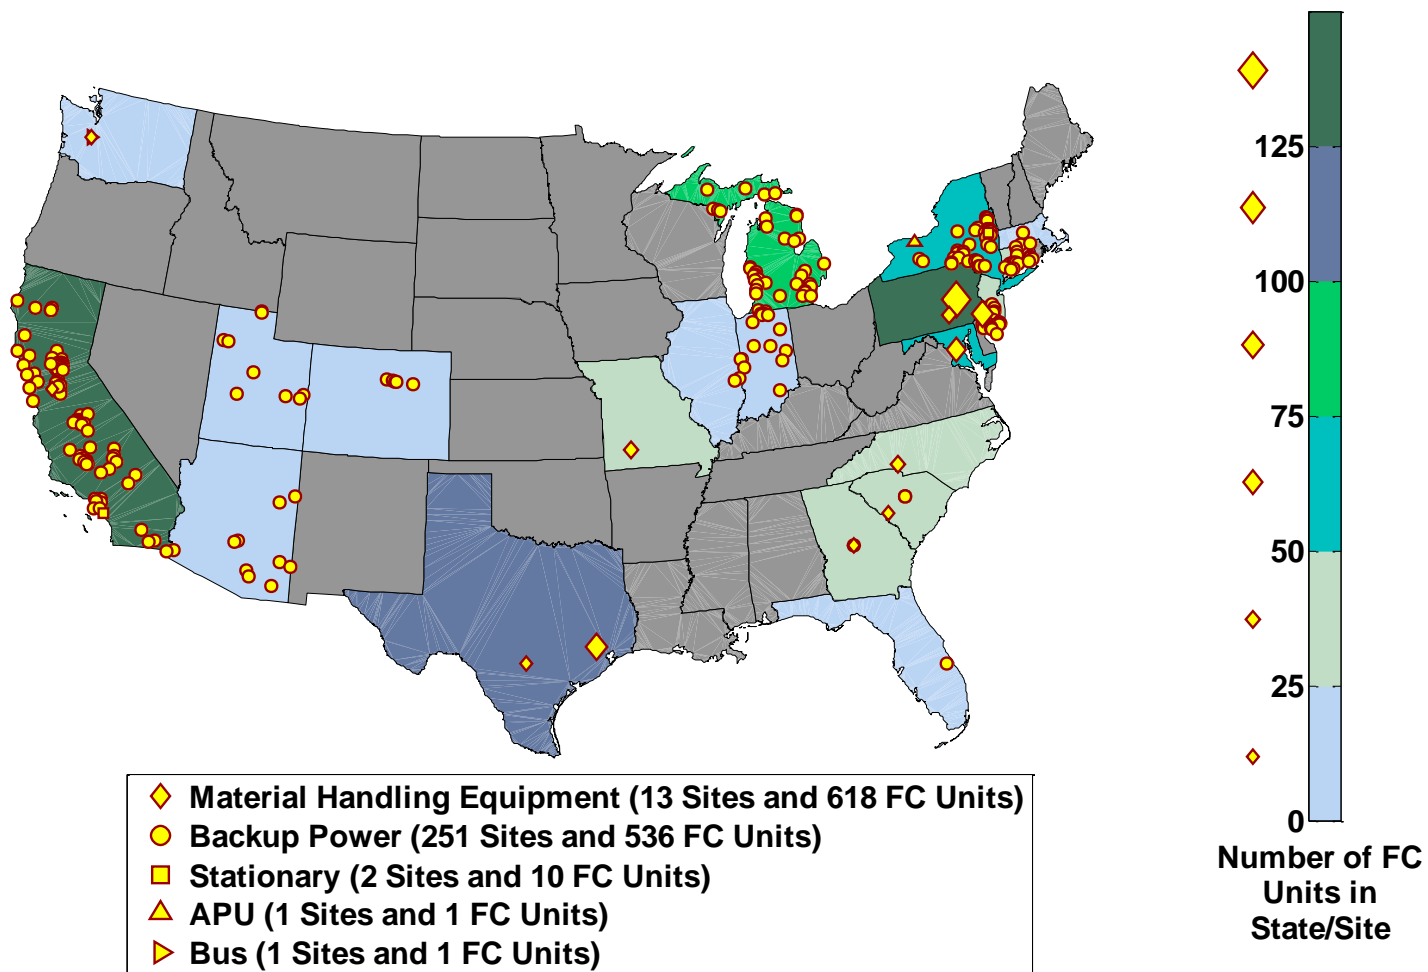 125
100
75
50
25
0
Number of FC
Units in
State/Site
Material Handling Equipment (13 Sites and 618 FC Units)
Backup Power (251 Sites and 536 FC Units)
Stationary (2 Sites and 10 FC Units)
APU (1 Sites and 1 FC Units)
Bus (1 Sites and 1 FC Units)